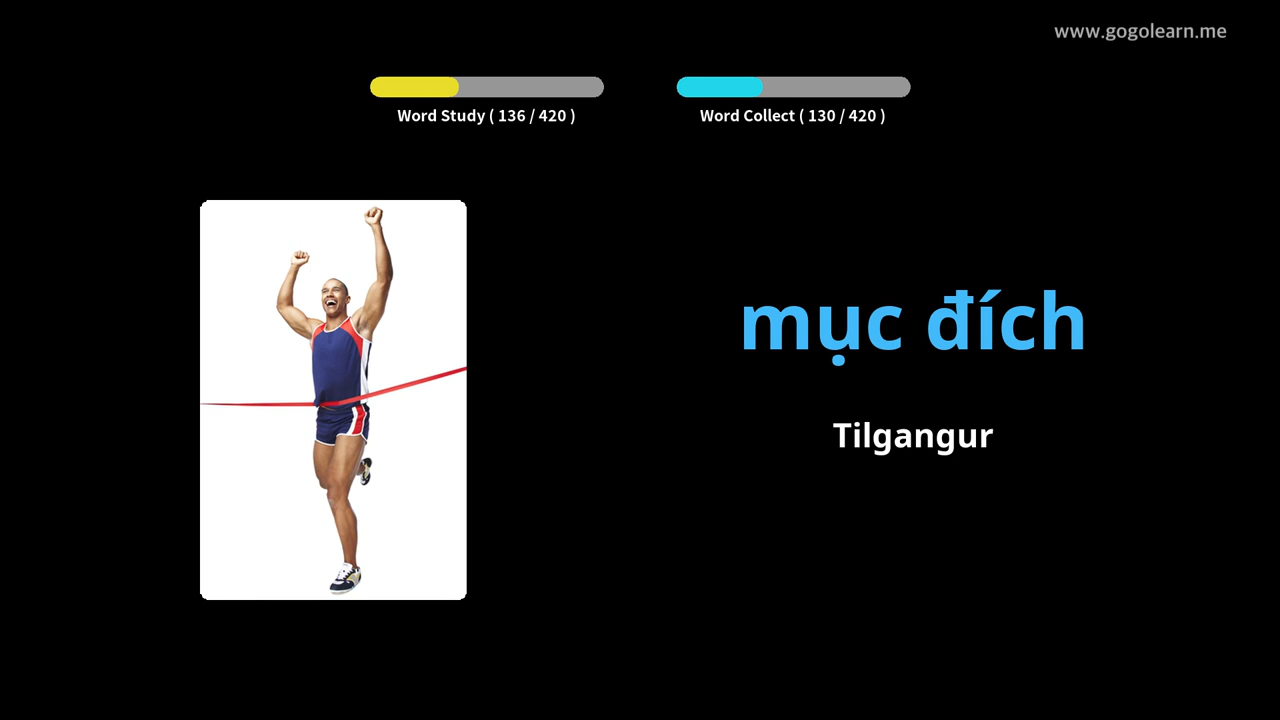 www.gogolearn.me
Word Study ( 136 / 420 )
Word Collect ( 130 / 420 )
mục đích
Tilgangur